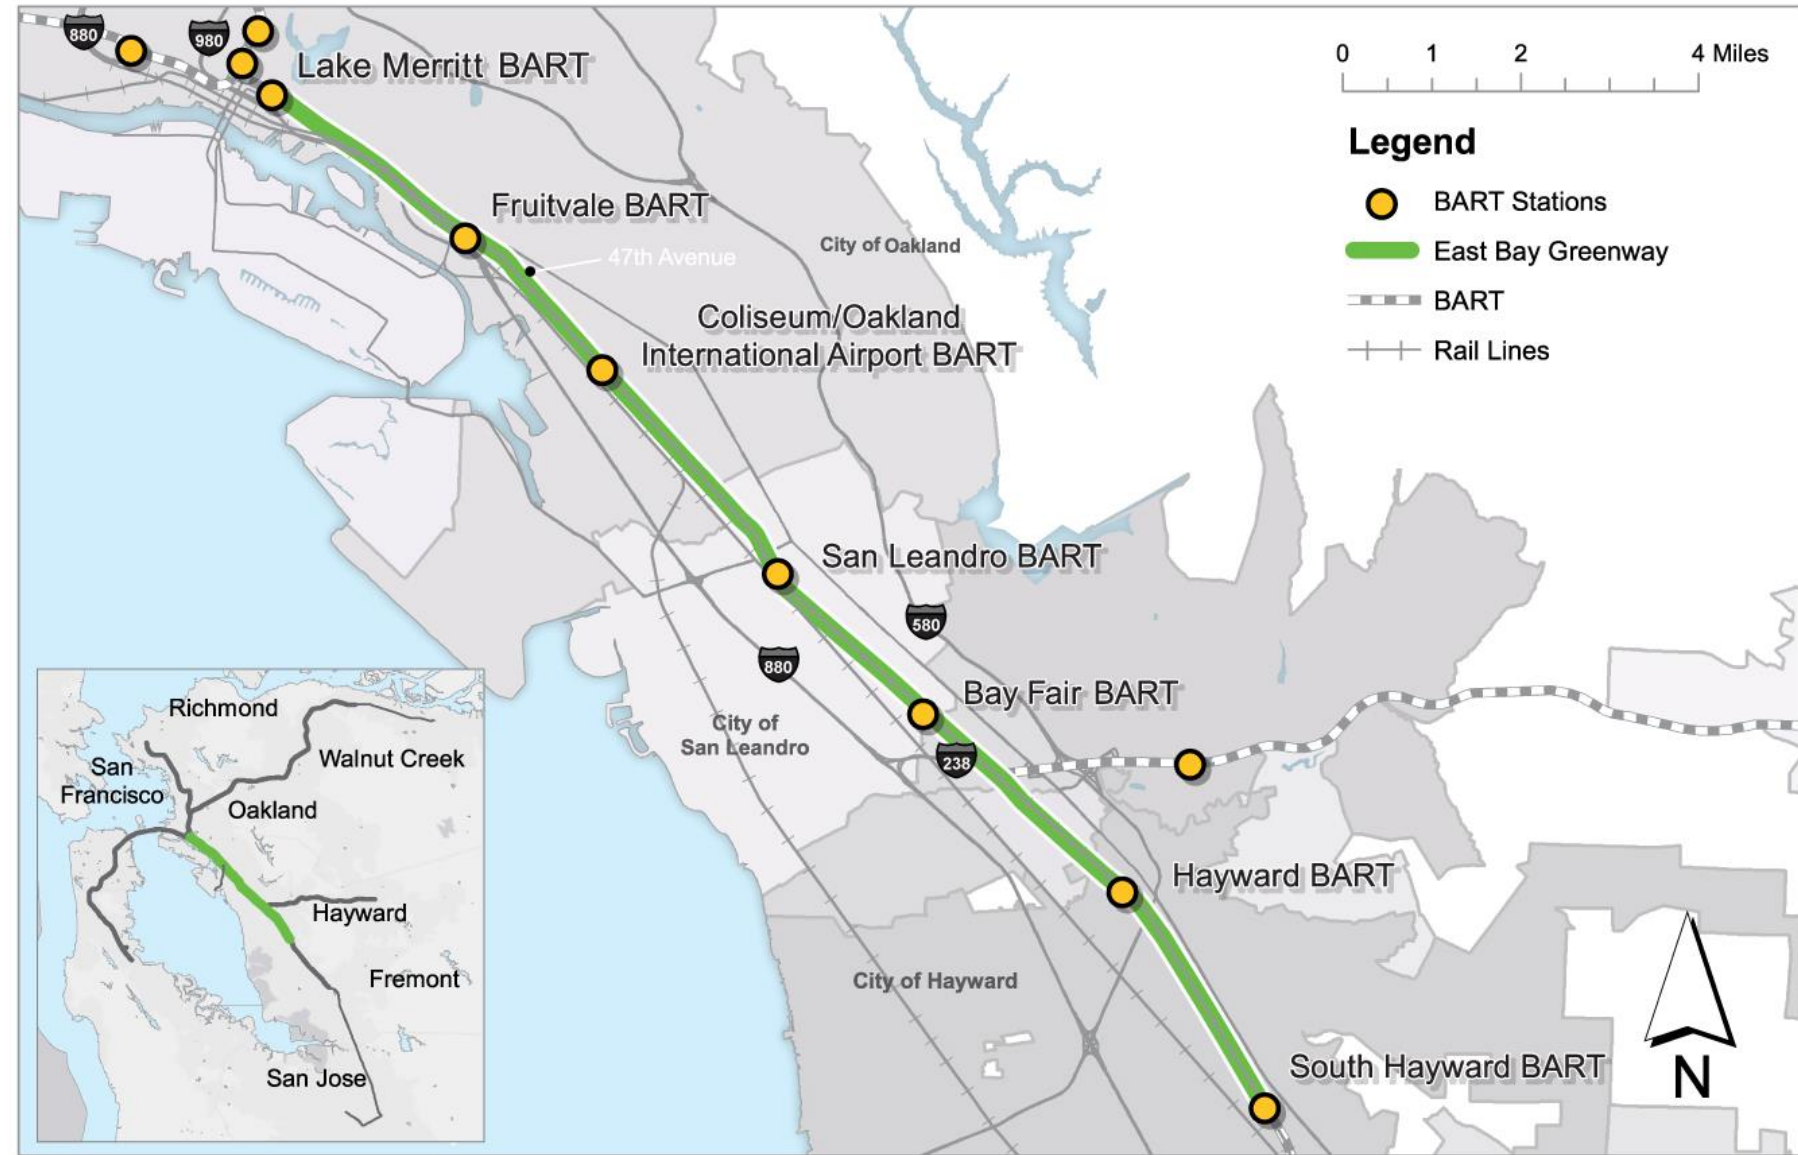 880
980
Lake Merritt BART
0 1 2 4 Miles
Legend
BART Stations
East Bay Greenway
BART
Rail Lines
Fruitvale BART
47th Avenue
City of Oakland
Coliseum/Oakland
International Airport BART
San Leandro BART
580
880
Bay Fair BART
City of
San Leandro
238
Hayward BART
City of Hayward
South Hayward BART
N
Richmond
Walnut Creek
San
Francisco
Oakland
Hayward
Fremont
San Jose